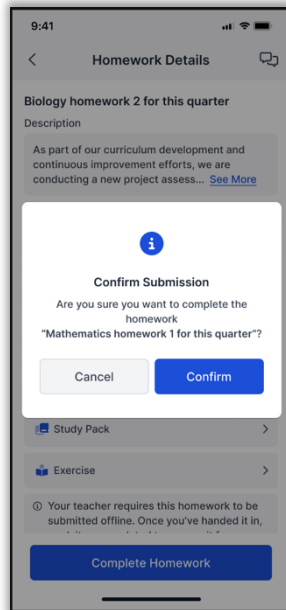 9:41
Homework Details
Biology homework 2 for this quarter
Description
As part of our curriculum development and
continuous improvement efforts, we are
conducting a new project assess... See More
Confirm Submission
Are you sure you want to complete the
homework
“Mathematics homework 1 for this quarter”?
Cancel
Confirm
Study Pack
Exercise
Your teacher requires this homework to be
submitted offline. Once you’ve handed it in,
Complete Homework